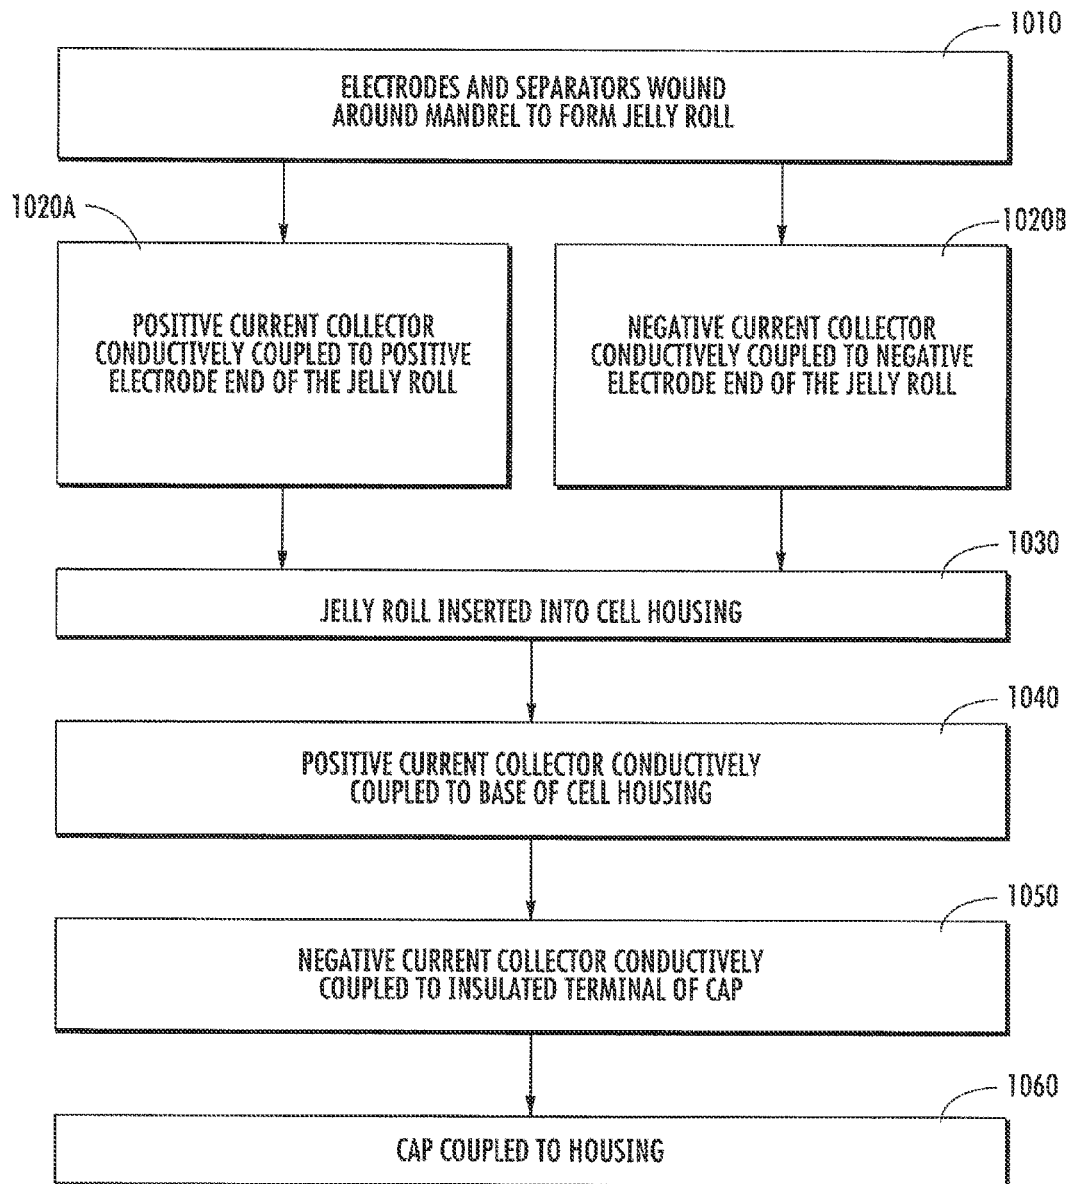 1010
ELECTRODES AND SEPARATORS WOUND
AROUND MANDREL TO FORM JELLY ROLL
1020A
POSITIVE CURRENT COLLECTOR
CONDUCTIVELY COUPLED TO POSITIVE
ELECTRODE END OF THE JELLY ROLL
1020B
NEGATIVE CURRENT COLLECTOR
CONDUCTIVELY COUPLED TO NEGATIVE
ELECTRODE END OF THE JELLY ROLL
1030
JELLY ROLL INSERTED INTO CELL HOUSING
1040
POSITIVE CURRENT COLLECTOR CONDUCTIVELY
COUPLED TO BASE OF CELL HOUSING
1050
NEGATIVE CURRENT COLLECTOR CONDUCTIVELY
COUPLED TO INSULATED TERMINAL OF CAP
1060
CAP COUPLED TO HOUSING